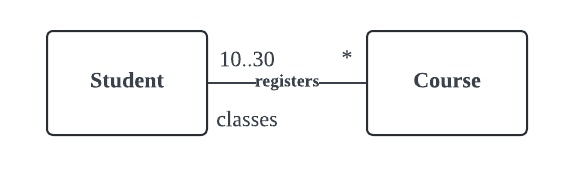 10..30 *
Student registers Course
classes